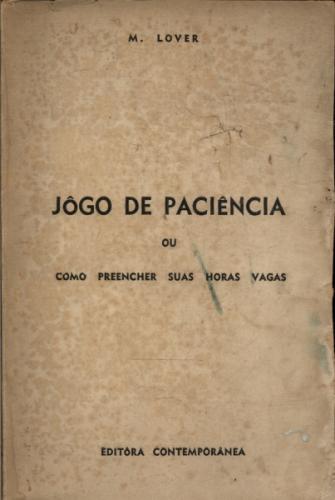 M. LOVER
JÔGO DE PACIÊNCIA
OU
COMO PREENCHER SUAS HORAS VAGAS
EDITÔRA CONTEMPORÂNEA